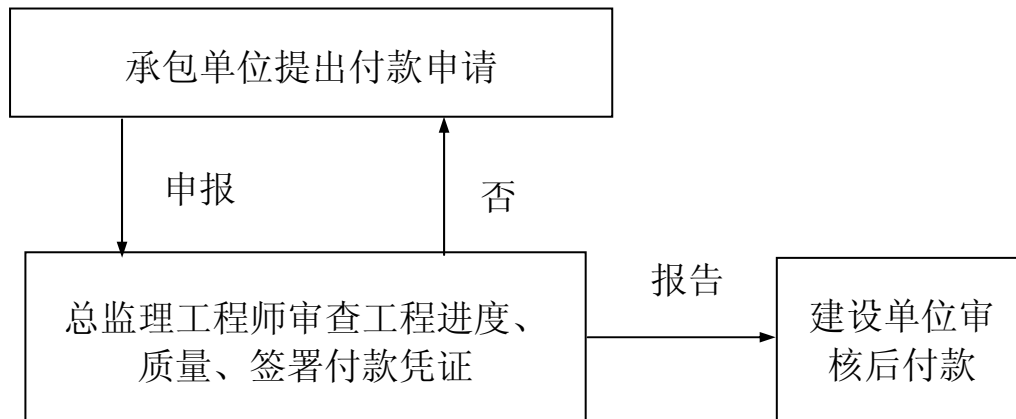 承包单位提出付款申请
申报
否
总监理工程师审查工程进度、
质量、签署付款凭证
报告
建设单位审
核后付款